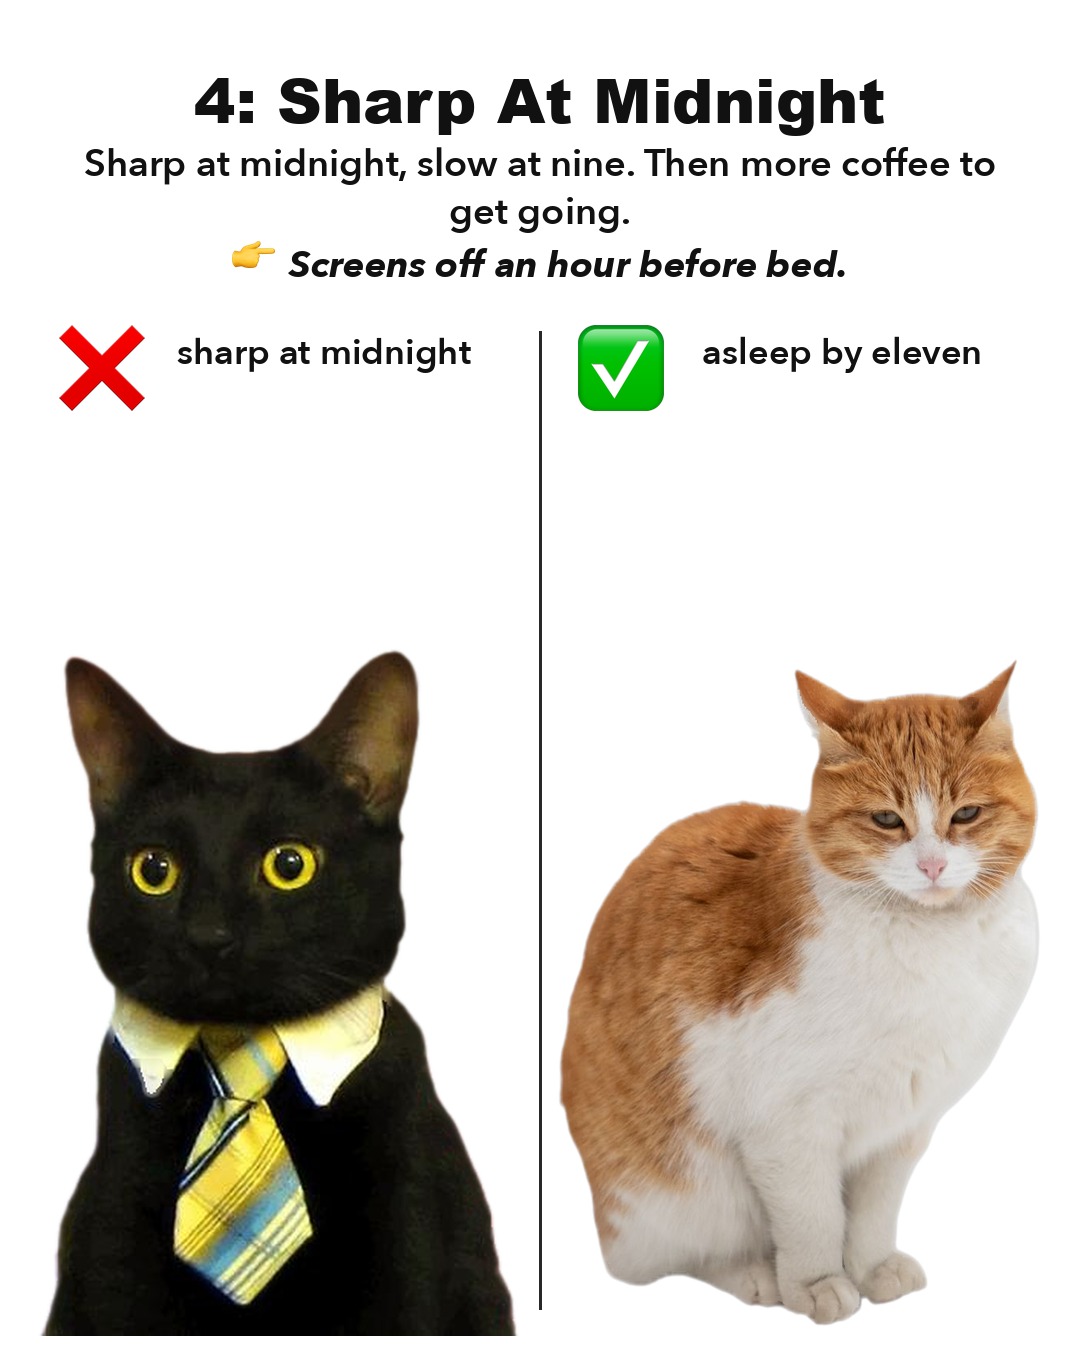 4: Sharp At Midnight
Sharp at midnight, slow at nine. Then more coffee to
get going.
👉 Screens off an hour before bed.
❌ sharp at midnight
✅ asleep by eleven